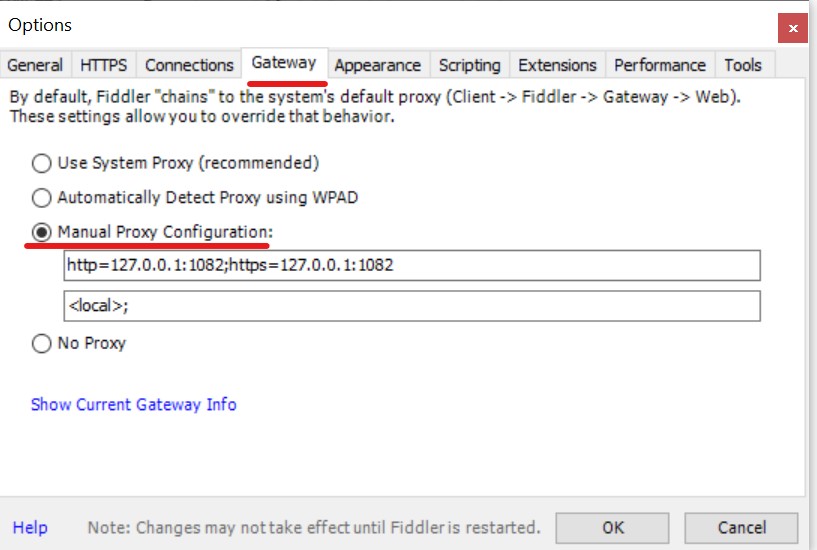 Options
General HTTPS Connections Gateway Appearance Scripting Extensions Performance Tools
By default, Fiddler "chains" to the system's default proxy (Client -> Fiddler -> Gateway -> Web).
These settings allow you to override that behavior.
Use System Proxy (recommended)
Automatically Detect Proxy using WPAD
Manual Proxy Configuration:
http=127.0.0.1:1082;https=127.0.0.1:1082
<local>;
No Proxy
Show Current Gateway Info
Help Note: Changes may not take effect until Fiddler is restarted. OK Cancel